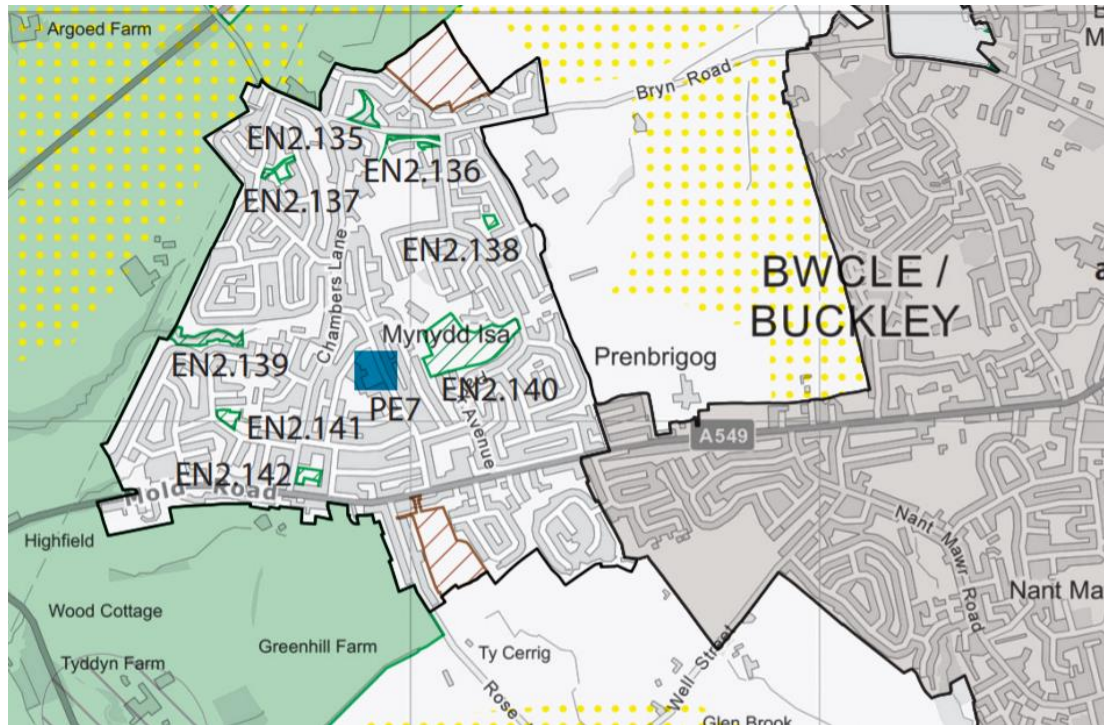 Argoed Farm
Bryn Road
EN2.135
EN2.136
EN2.137
EN2.138
Chambers Lane
BWCLE /
BUCKLEY
Mynydd Isa
Prenbrigog
EN2.139
EN2.140
PE7
Avenue
EN2.141
A549
EN2.142
Mold Road
Highfield
Nant Mawr Road
Wood Cottage
Nant Ma
Greenhill Farm
Ty Cerrig
Tyddyn Farm
Well Street
Rose
Glen Brook